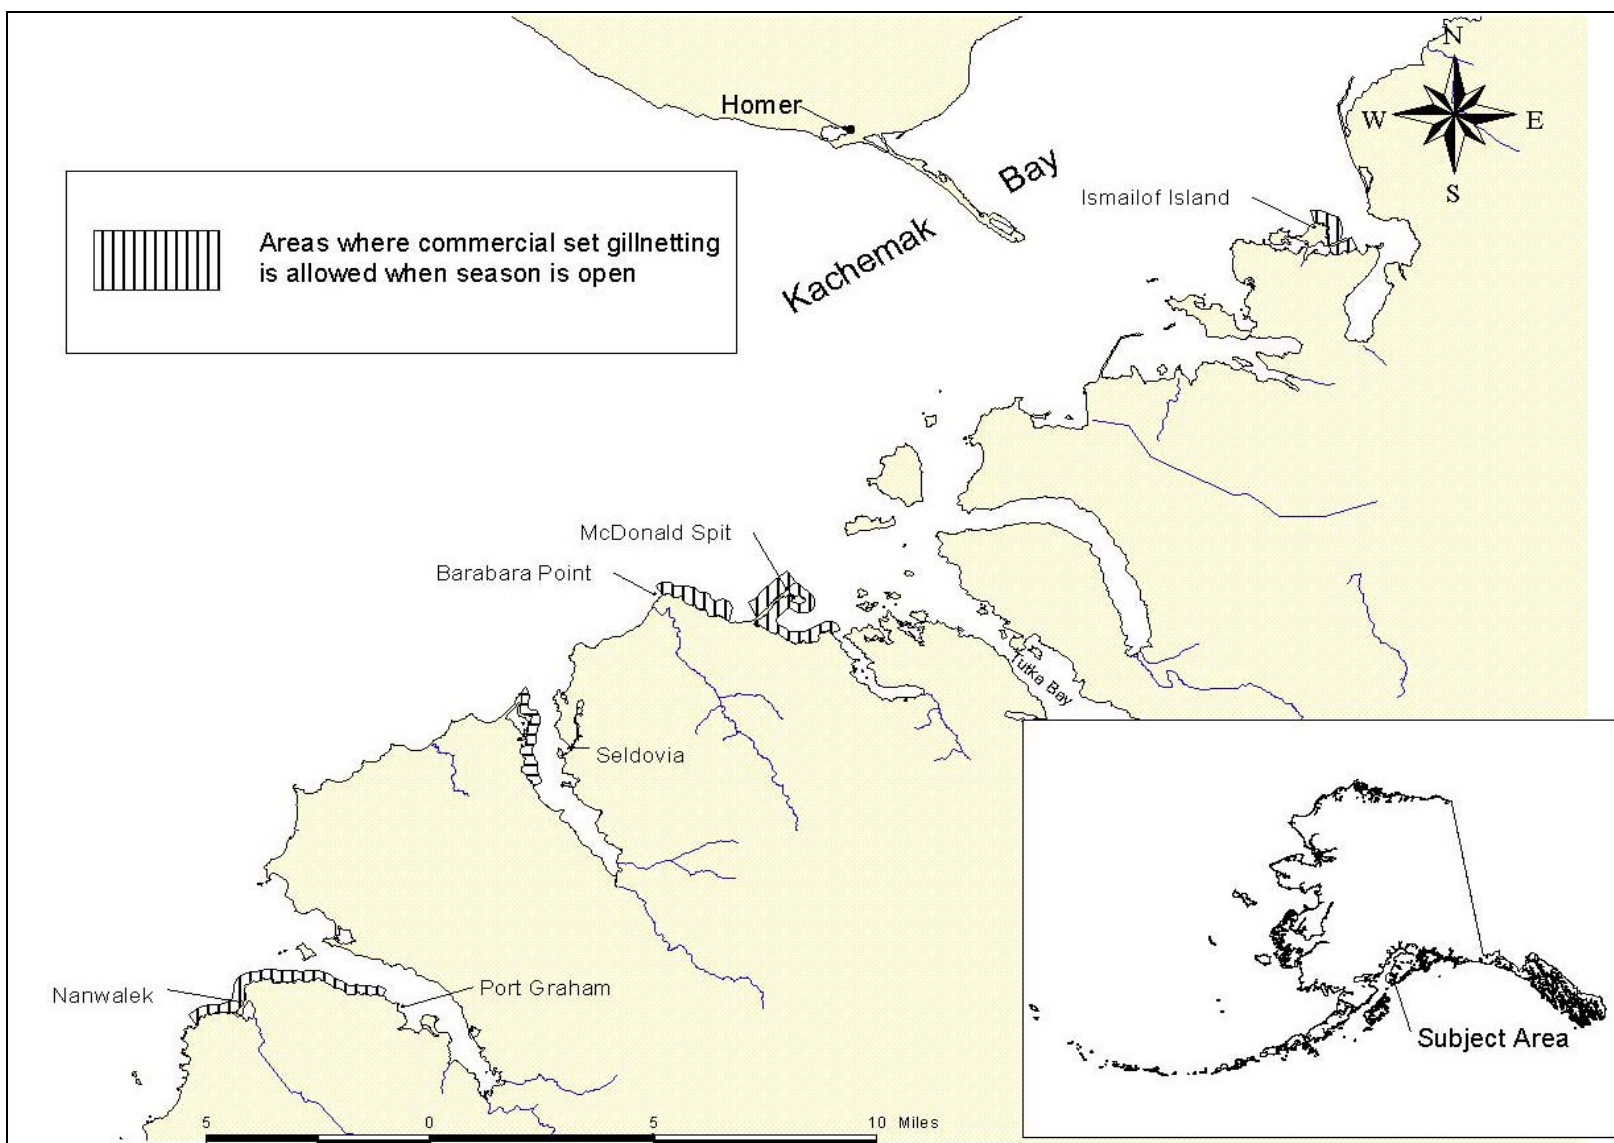 N
Homer
W
E
Bay
S
Ismailof Island
Areas where commercial set gillnetting
is allowed when season is open
Kachemak
McDonald Spit
Barabara Point
Tutka Bay
Seldovia
Nanwalek
Port Graham
Subject Area
5 0 5 10 Miles